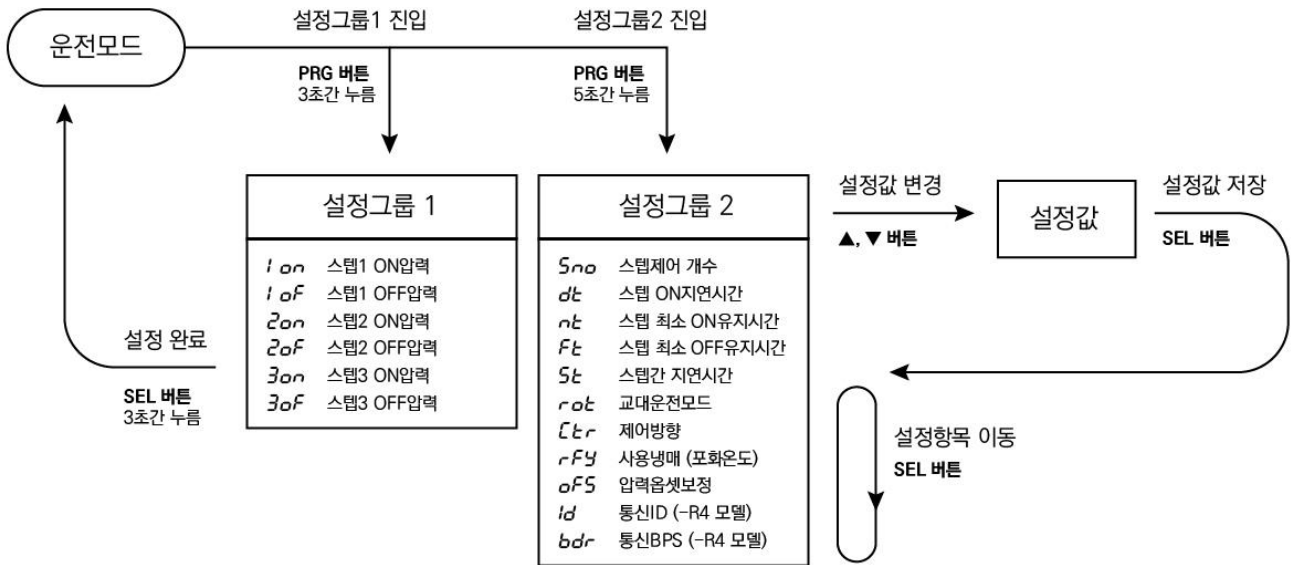 운전모드
설정그룹1 진입
PRG 버튼
3초간 누름
설정그룹2 진입
PRG 버튼
5초간 누름
설정그룹 1
1on 스텝1 ON압력
1oF 스텝1 OFF압력
2on 스텝2 ON압력
2oF 스텝2 OFF압력
3on 스텝3 ON압력
3oF 스텝3 OFF압력
설정그룹 2
Sno 스텝제어 개수
dt 스텝 ON지연시간
nt 스텝 최소 ON유지시간
Ft 스텝 최소 OFF유지시간
St 스텝간 지연시간
rot 교대운전모드
Ctr 제어방향
rFy 사용냉매 (포화온도)
oFS 압력옵셋보정
Id 통신ID (-R4 모델)
bdr 통신BPS (-R4 모델)
설정값 변경
▲, ▼ 버튼
설정값
설정값 저장
SEL 버튼
설정항목 이동
SEL 버튼
설정 완료
SEL 버튼
3초간 누름